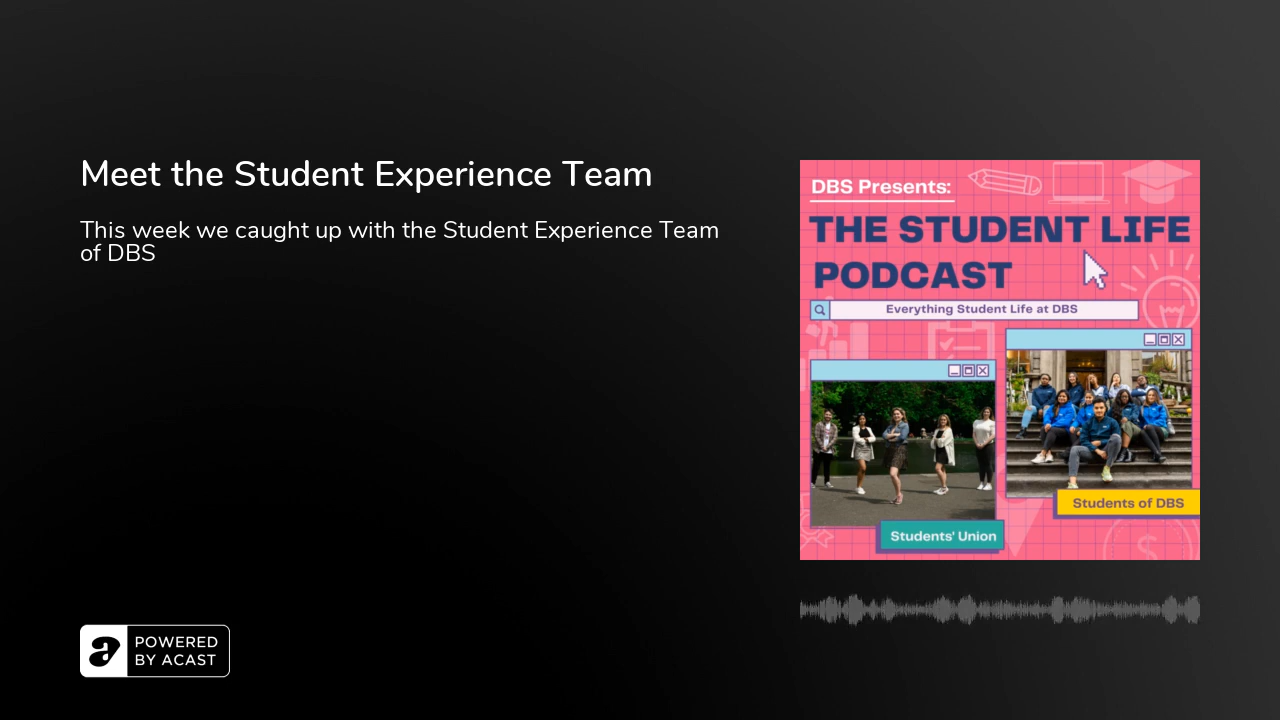 Meet the Student Experience Team
This week we caught up with the Student Experience Team
of DBS
DBS Presents:
THE STUDENT LIFE
PODCAST
Everything Student Life at DBS
Students of DBS
Students' Union
a
POWERED
BY ACAST